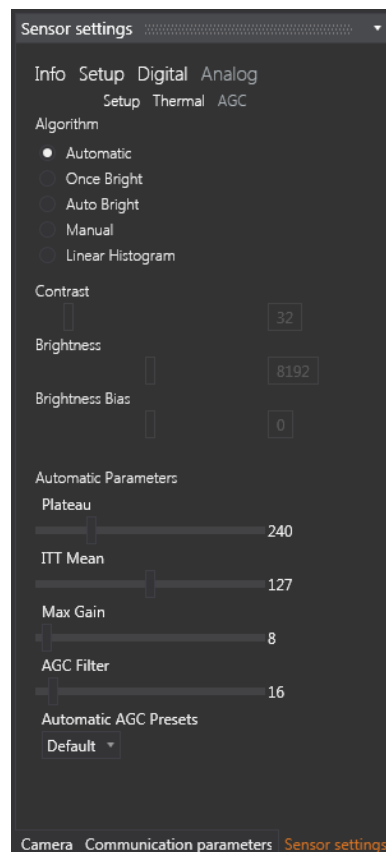 Sensor settings
Info Setup Digital Analog
Setup Thermal AGC
Algorithm
Automatic
Once Bright
Auto Bright
Manual
Linear Histogram
Contrast
32
Brightness
8192
Brightness Bias
0
Automatic Parameters
Plateau
240
ITT Mean
127
Max Gain
8
AGC Filter
16
Automatic AGC Presets
Default
Camera Communication parameters Sensor settings